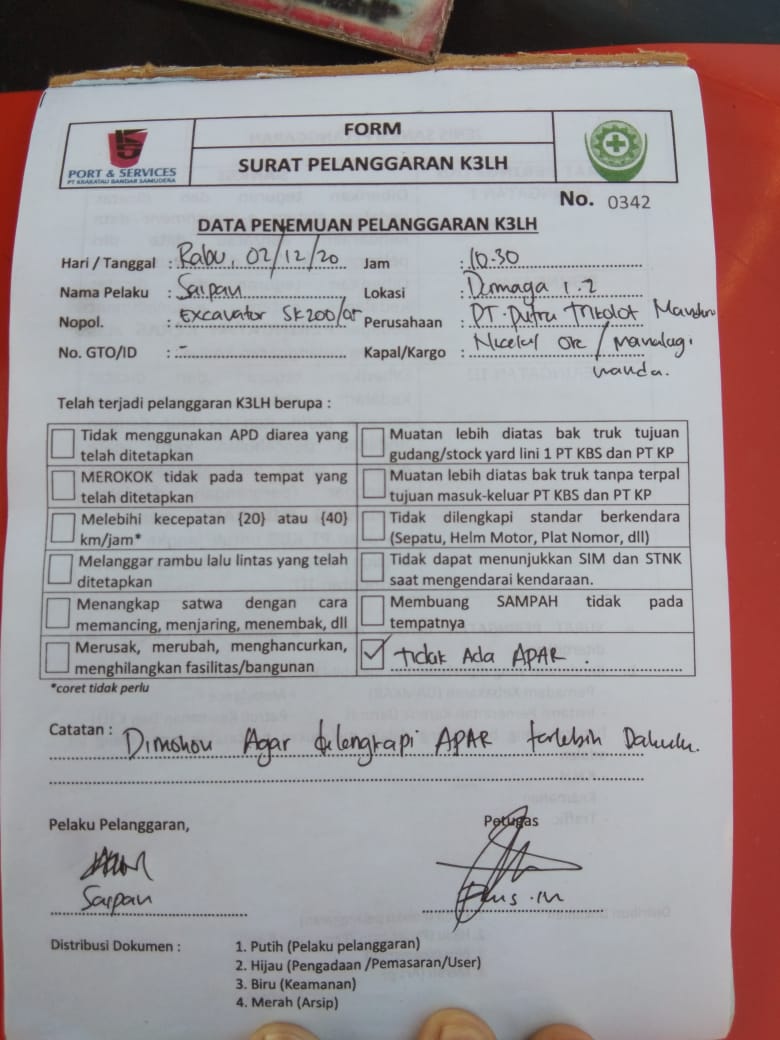 PORT & SERVICES
PT KRAKATAU BANDAR SAMUDERA
FORM
SURAT PELANGGARAN K3LH
No. 0342
DATA PENEMUAN PELANGGARAN K3LH
Hari / Tanggal : Rabu, 02/12/20 Jam : 10.30
Nama Pelaku : Saipan Lokasi : Dermaga 1.2
Nopol. : Excavator SK200/ Perusahaan : PT. Putra Trikolot Mandiri
No. GTO/ID : - Kapal/Kargo : Nickel Ore / Manalagi
wanda.
Telah terjadi pelanggaran K3LH berupa :
Tidak menggunakan APD diarea yang telah ditetapkan
Muatan lebih diatas bak truk tujuan gudang/stock yard lini 1 PT KBS dan PT KP
MEROKOK tidak pada tempat yang telah ditetapkan
Muatan lebih diatas bak truk tanpa terpal tujuan masuk-keluar PT KBS dan PT KP
Melebihi kecepatan {20} atau {40} km/jam*
Tidak dilengkapi standar berkendara (Sepatu, Helm Motor, Plat Nomor, dll)
Melanggar rambu lalu lintas yang telah ditetapkan
Tidak dapat menunjukkan SIM dan STNK saat mengendarai kendaraan.
Menangkap satwa dengan cara memancing, menjaring, menembak, dll
Membuang SAMPAH tidak pada tempatnya
Merusak, merubah, menghancurkan, menghilangkan fasilitas/bangunan
✓ Tidak Ada APAR.
*coret tidak perlu
Catatan : Dimohon Agar dilengkapi APAR terlebih Dahulu.
Pelaku Pelanggaran, Petugas
Saipan
Distribusi Dokumen : 1. Putih (Pelaku pelanggaran)
2. Hijau (Pengadaan /Pemasaran/User)
3. Biru (Keamanan)
4. Merah (Arsip)